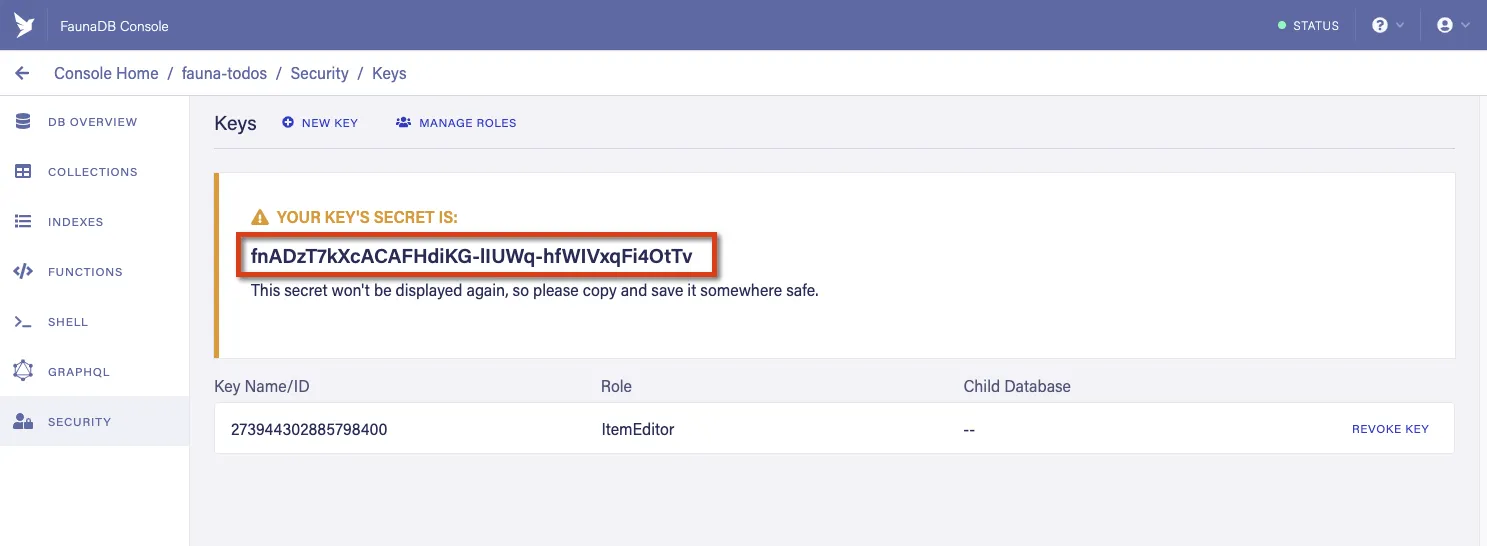 FaunaDB Console
STATUS
Console Home / fauna-todos / Security / Keys
DB OVERVIEW
COLLECTIONS
INDEXES
FUNCTIONS
SHELL
GRAPHQL
SECURITY
Keys NEW KEY MANAGE ROLES
YOUR KEY'S SECRET IS:
fnADzT7kXcACAFHdiKG-lIUWq-hfWIVxqFi4OtTv
This secret won't be displayed again, so please copy and save it somewhere safe.
Key Name/ID Role Child Database
273944302885798400 ItemEditor -- REVOKE KEY